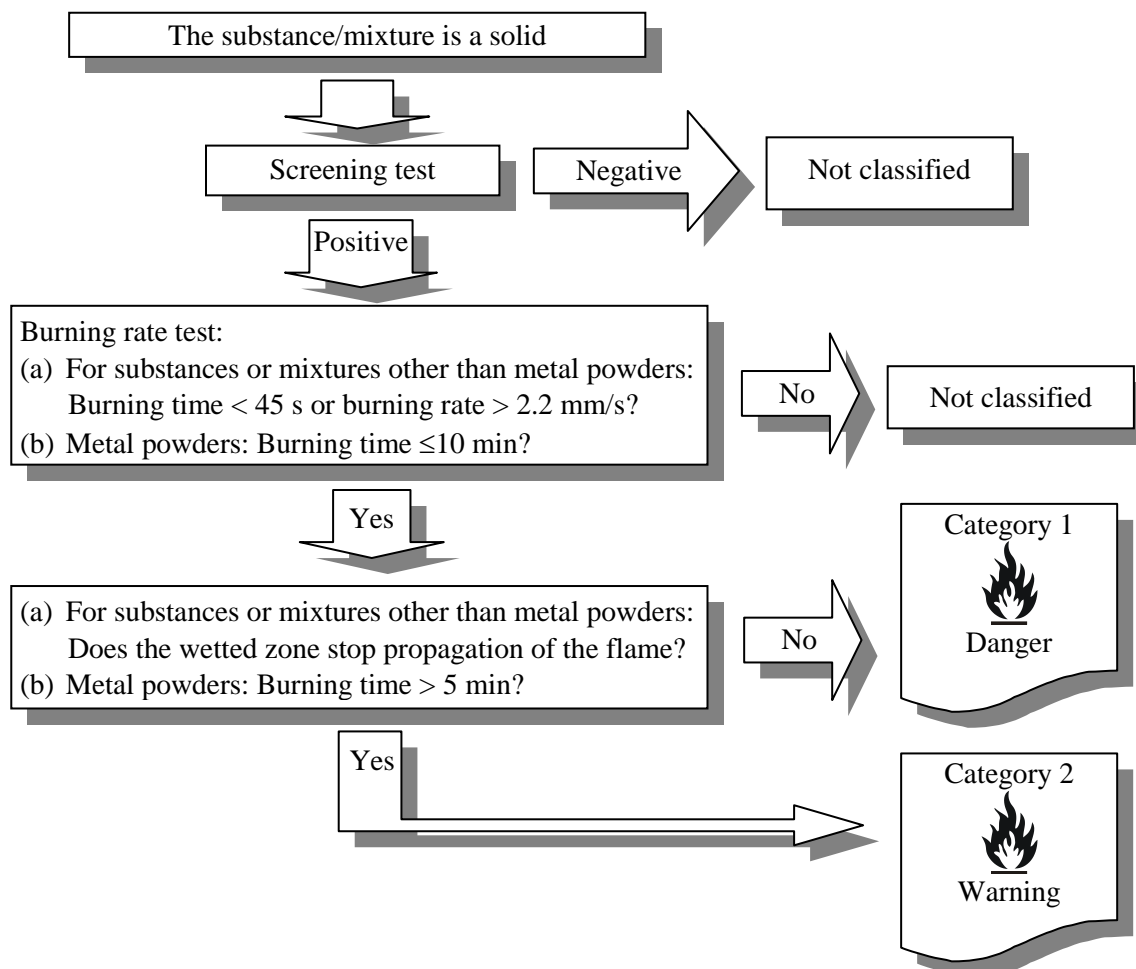 The substance/mixture is a solid
Screening test
Negative
Not classified
Positive
Burning rate test:
(a) For substances or mixtures other than metal powders:
Burning time < 45 s or burning rate > 2.2 mm/s?
(b) Metal powders: Burning time ≤10 min?
No
Not classified
Yes
Category 1
Danger
(a) For substances or mixtures other than metal powders:
Does the wetted zone stop propagation of the flame?
(b) Metal powders: Burning time > 5 min?
No
Yes
Category 2
Warning